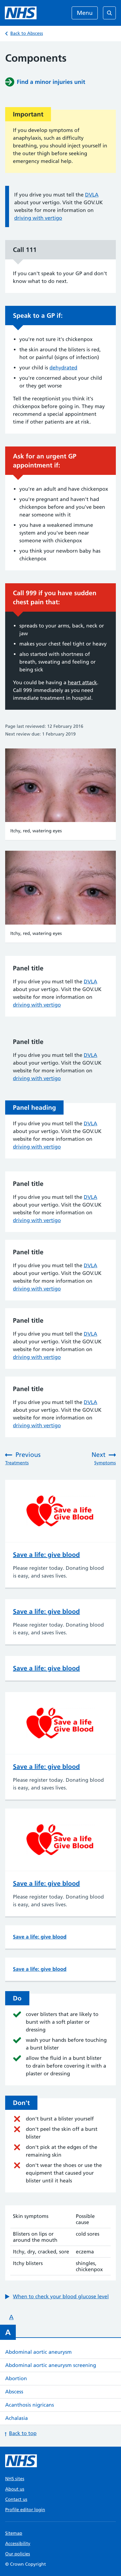 NHS
Menu
Back to Abscess
Components
Find a minor injuries unit
Important
If you develop symptoms of
narcephylaxis, such as difficulty
breathing, you should consider it an
emergency. You should always
consider getting seeking
emergency medical help.
If you drive you must tell the DVLA
about your vertigo. Visit the GOV.UK
website for more information on
driving with vertigo
Call 111
If you can't speak to your GP and don't
know what to do next.
Speak to a GP if:
you're not sure it's chickenpox
the skin around the blisters is red,
hot or painful (signs of infection)
your child is dehydrated
you're concerned about your child
or they get worse
Tell the receptionist you think it's
chickenpox before going in. They may
recommend a special appointment
time if other patients are at risk.
Ask for an urgent GP
appointment if:
you're an adult and have chickenpox
you're pregnant and haven't had
chickenpox before and you've been
near someone with it
you have a weakened immune
system and you've been near
someone with chickenpox
you think your newborn baby has
chickenpox
Call 999 if you have sudden
chest pain that:
spreads to your arms, back, neck or
jaw
makes your chest feel tight or heavy
also started with shortness of
breath, sweating and feeling or
being sick
You could be having a heart attack.
Call 999 immediately as you need
immediate treatment in hospital.
Page last reviewed: 12 February 2016
Next review due: 1 February 2019
Itchy, red, watering eyes
Itchy, red, watering eyes
Panel title
If you drive you must tell the DVLA
about your vertigo. Visit the GOV.UK
website for more information on
driving with vertigo
Panel title
If you drive you must tell the DVLA
about your vertigo. Visit the GOV.UK
website for more information on
driving with vertigo
Panel heading
If you drive you must tell the DVLA
about your vertigo. Visit the GOV.UK
website for more information on
driving with vertigo
Panel title
If you drive you must tell the DVLA
about your vertigo. Visit the GOV.UK
website for more information on
driving with vertigo
Panel title
If you drive you must tell the DVLA
about your vertigo. Visit the GOV.UK
website for more information on
driving with vertigo
Panel title
If you drive you must tell the DVLA
about your vertigo. Visit the GOV.UK
website for more information on
driving with vertigo
Panel title
If you drive you must tell the DVLA
about your vertigo. Visit the GOV.UK
website for more information on
driving with vertigo
Previous
Treatments
Next
Symptoms
Save a life
Give Blood
Save a life: give blood
Please register today. Donating blood
is easy, and saves lives.
Save a life: give blood
Please register today. Donating blood
is easy, and saves lives.
Save a life: give blood
Save a life
Give Blood
Save a life: give blood
Please register today. Donating blood
is easy, and saves lives.
Save a life
Give Blood
Save a life: give blood
Please register today. Donating blood
is easy, and saves lives.
Save a life: give blood
Save a life: give blood
Do
cover blisters that are likely to
burst with a soft plaster or
dressing
wash your hands before touching
a burst blister
allow the fluid in a burst blister
to drain before covering it with a
plaster or dressing
Don't
don't burst a blister yourself
don't peel the skin off a burst
blister
don't pick at the edges of the
remaining skin
don't wear the shoes or use the
equipment that caused your
blister until it heals
Skin symptoms
Possible
cause
Blisters on lips or
around the mouth
cold sores
Itchy, dry, cracked, sore
eczema
Itchy blisters
shingles,
chickenpox
When to check your blood glucose level
A
A
Abdominal aortic aneurysm
Abdominal aortic aneurysm screening
Abortion
Abscess
Acanthosis nigricans
Achalasia
Back to top
NHS
NHS sites
About us
Contact us
Profile editor login
Sitemap
Accessibility
Our policies
© Crown Copyright